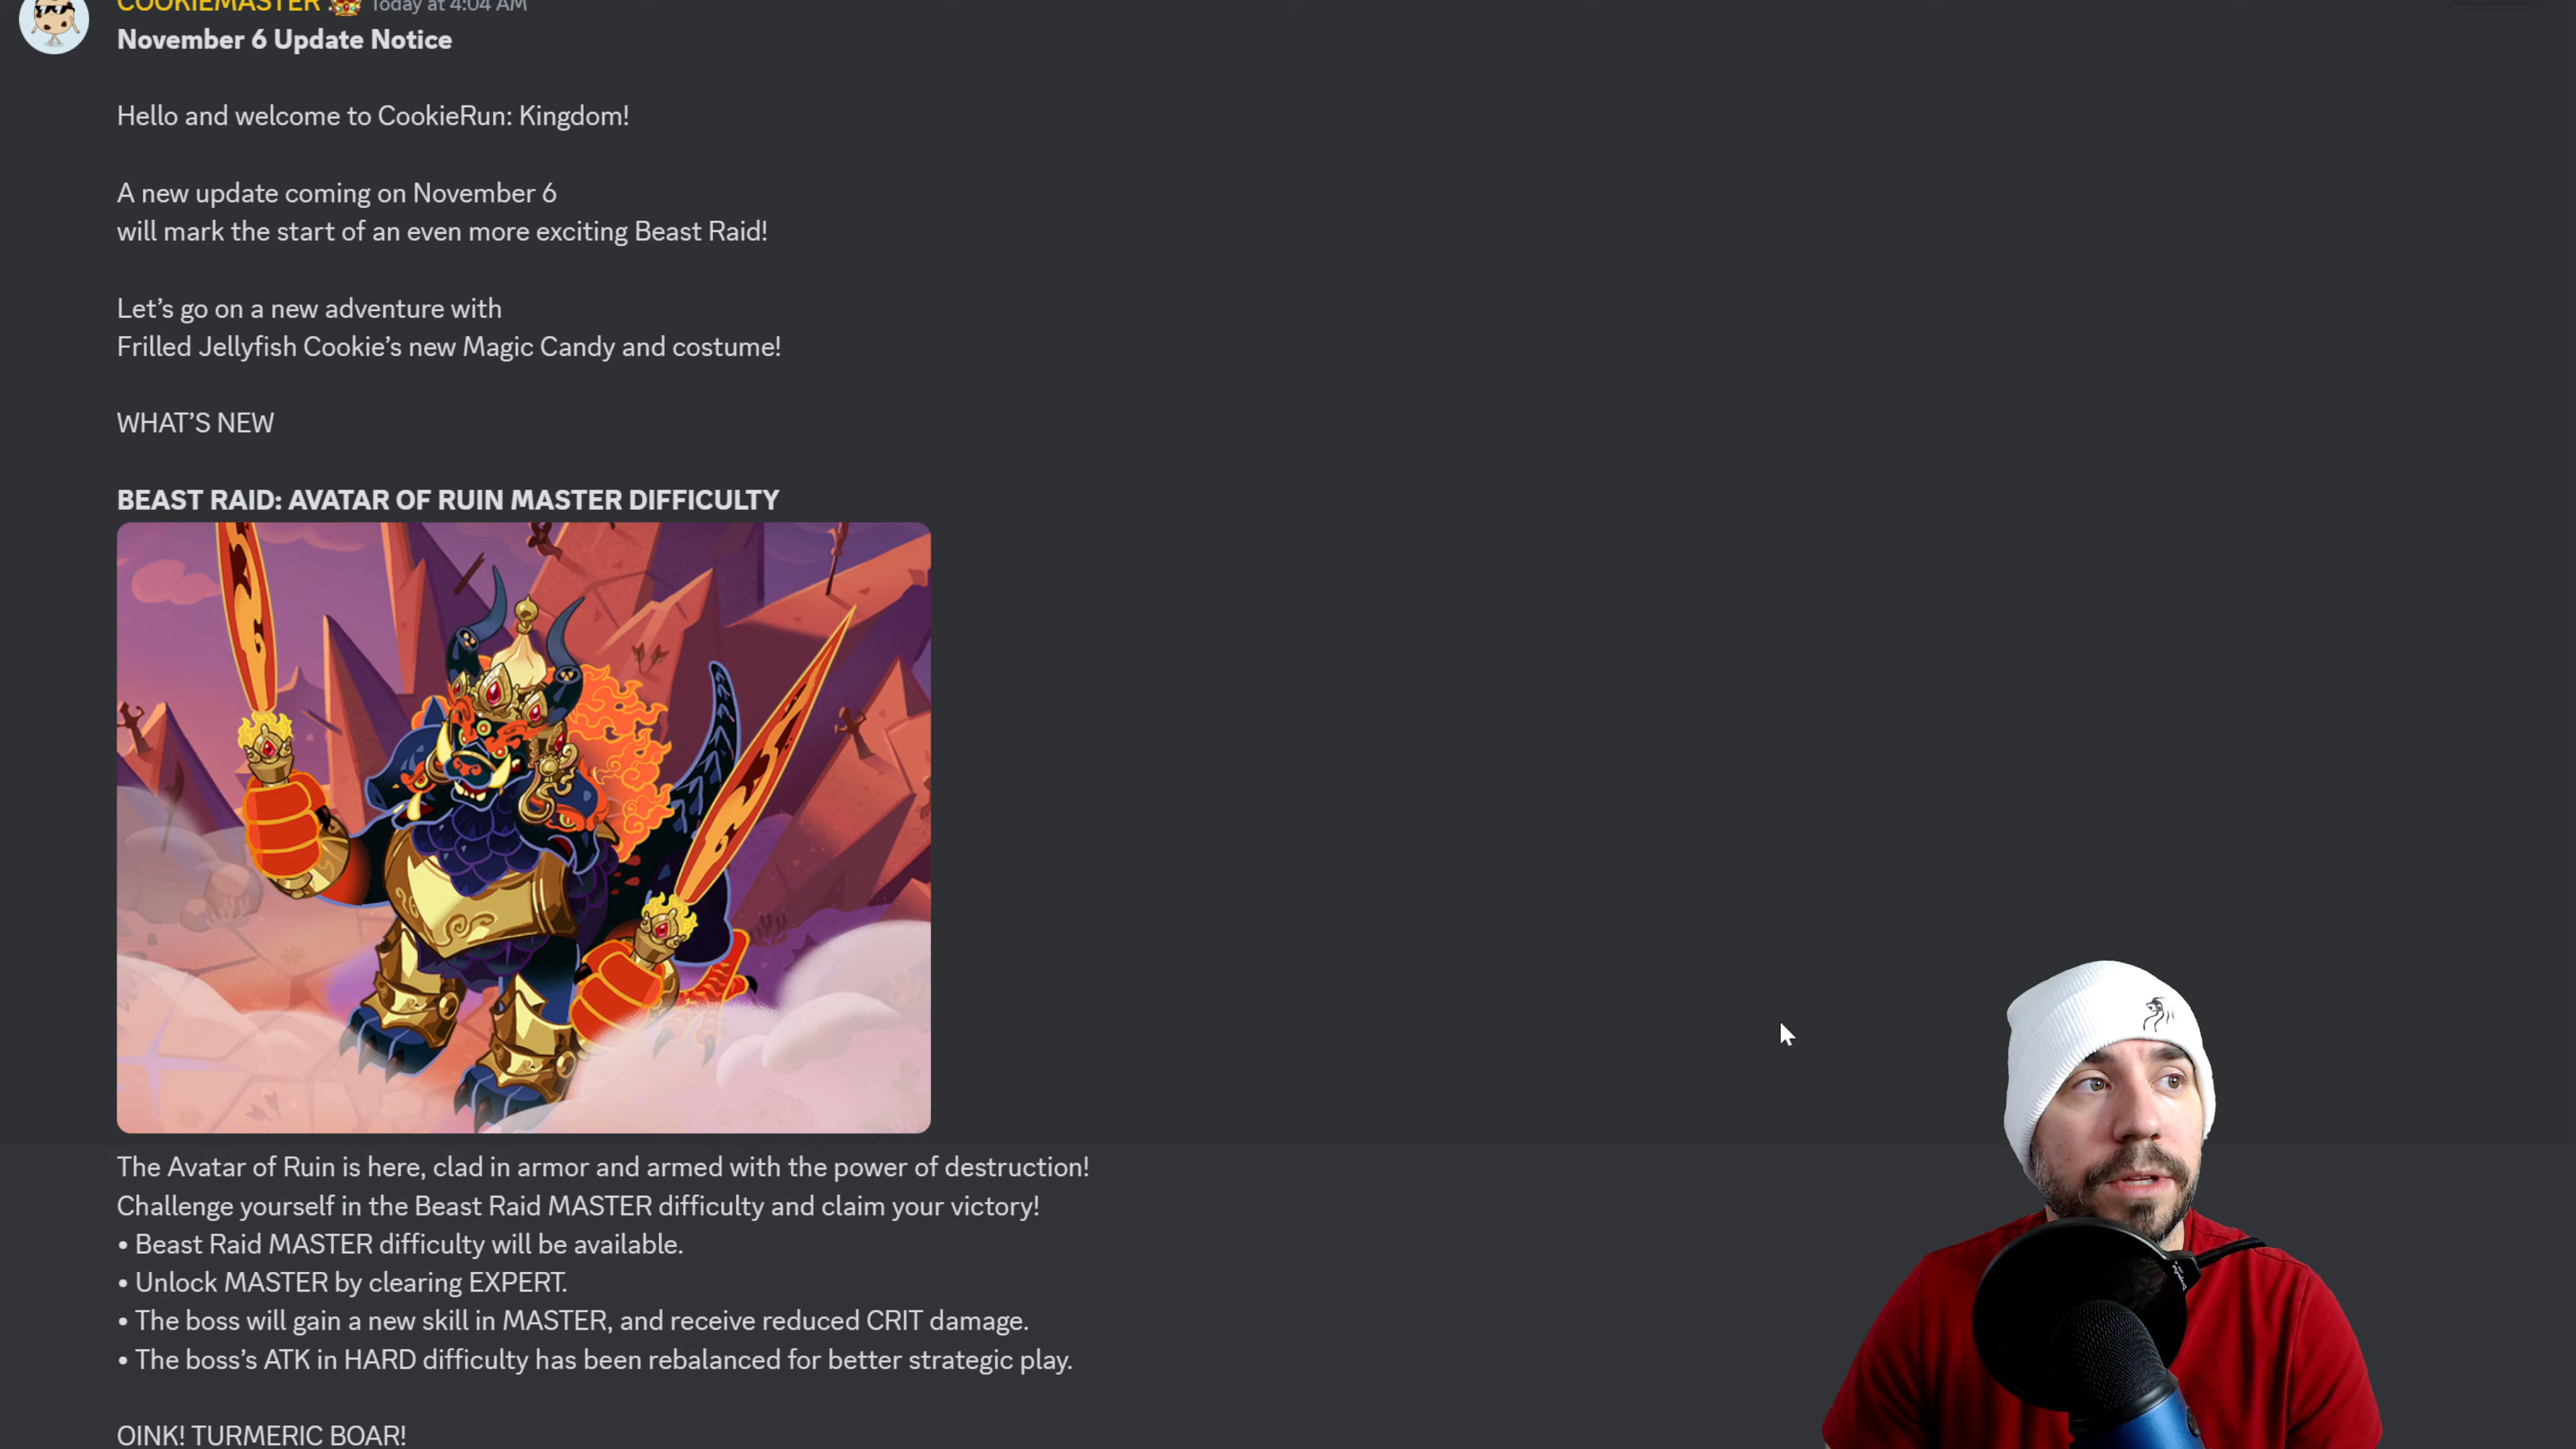 COOKIEMASTER Today at 4:04 AM
November 6 Update Notice
Hello and welcome to CookieRun: Kingdom!
A new update coming on November 6
will mark the start of an even more exciting Beast Raid!
Let’s go on a new adventure with
Frilled Jellyfish Cookie’s new Magic Candy and costume!
WHAT’S NEW
BEAST RAID: AVATAR OF RUIN MASTER DIFFICULTY
The Avatar of Ruin is here, clad in armor and armed with the power of destruction!
Challenge yourself in the Beast Raid MASTER difficulty and claim your victory!
• Beast Raid MASTER difficulty will be available.
• Unlock MASTER by clearing EXPERT.
• The boss will gain a new skill in MASTER, and receive reduced CRIT damage.
• The boss’s ATK in HARD difficulty has been rebalanced for better strategic play.
OINK! TURMERIC BOAR!